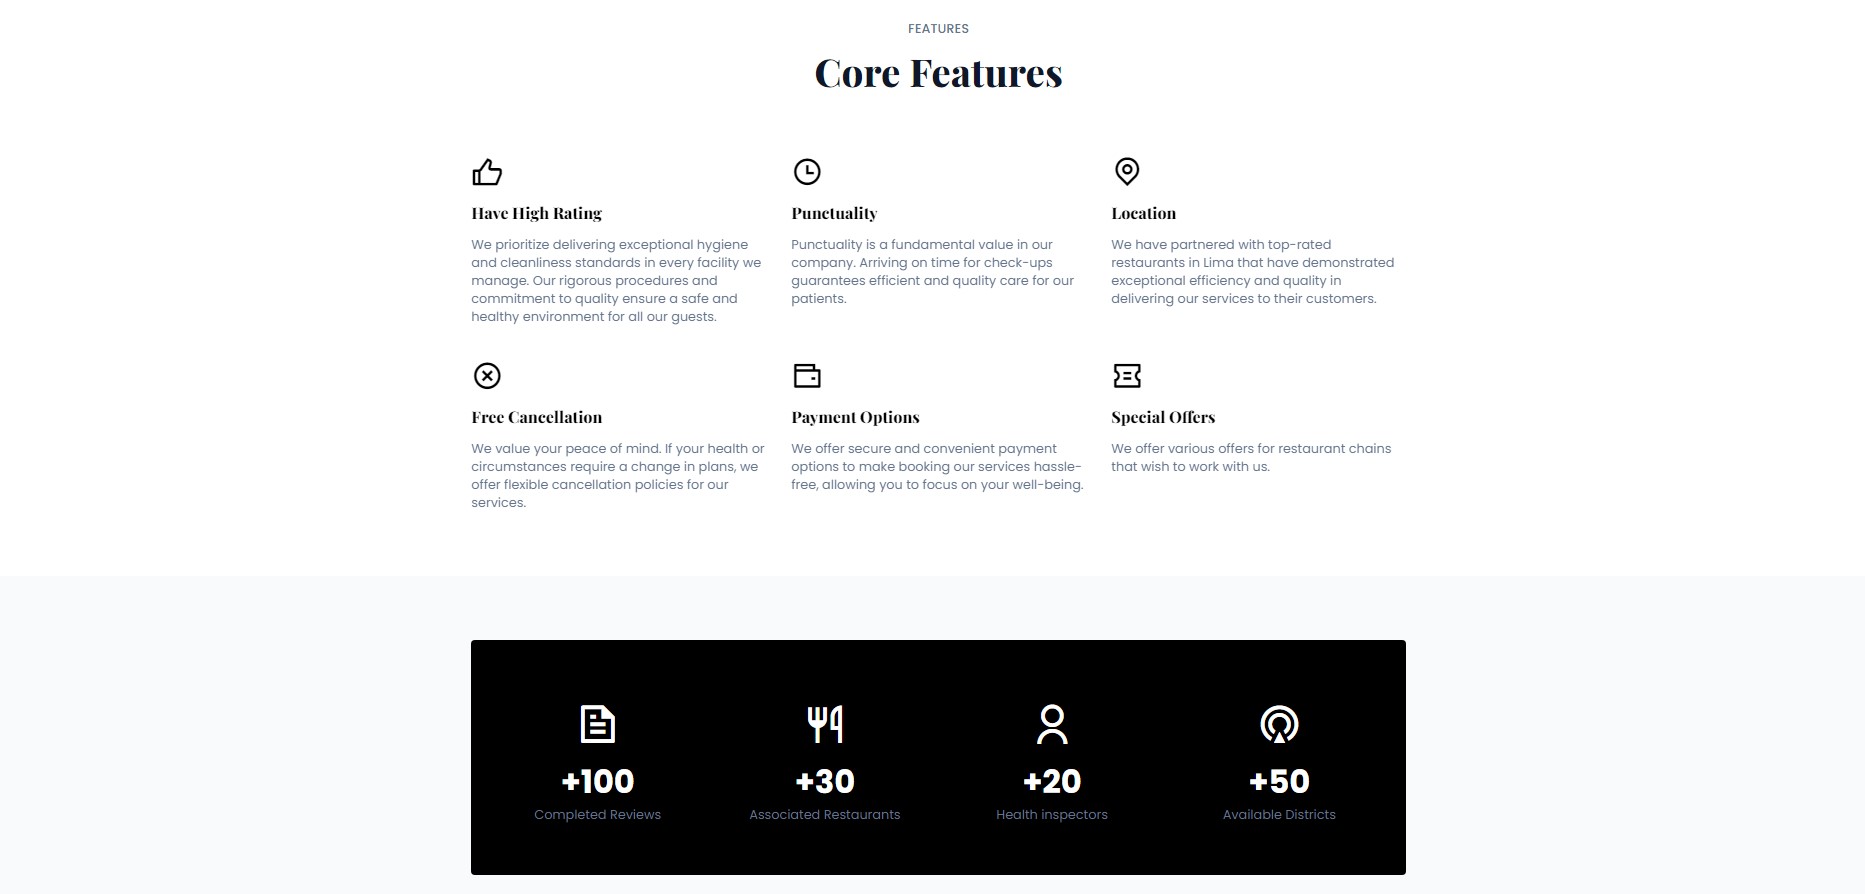 FEATURES
Core Features
Have High Rating
We prioritize delivering exceptional hygiene
and cleanliness standards in every facility we
manage. Our rigorous procedures and
commitment to quality ensure a safe and
healthy environment for all our guests.
Punctuality
Punctuality is a fundamental value in our
company. Arriving on time for check-ups
guarantees efficient and quality care for our
patients.
Location
We have partnered with top-rated
restaurants in Lima that have demonstrated
exceptional efficiency and quality in
delivering our services to their customers.
Free Cancellation
We value your peace of mind. If your health or
circumstances require a change in plans, we
offer flexible cancellation policies for our
services.
Payment Options
We offer secure and convenient payment
options to make booking our services hassle-
free, allowing you to focus on your well-being.
Special Offers
We offer various offers for restaurant chains
that wish to work with us.
+100
Completed Reviews
+30
Associated Restaurants
+20
Health inspectors
+50
Available Districts